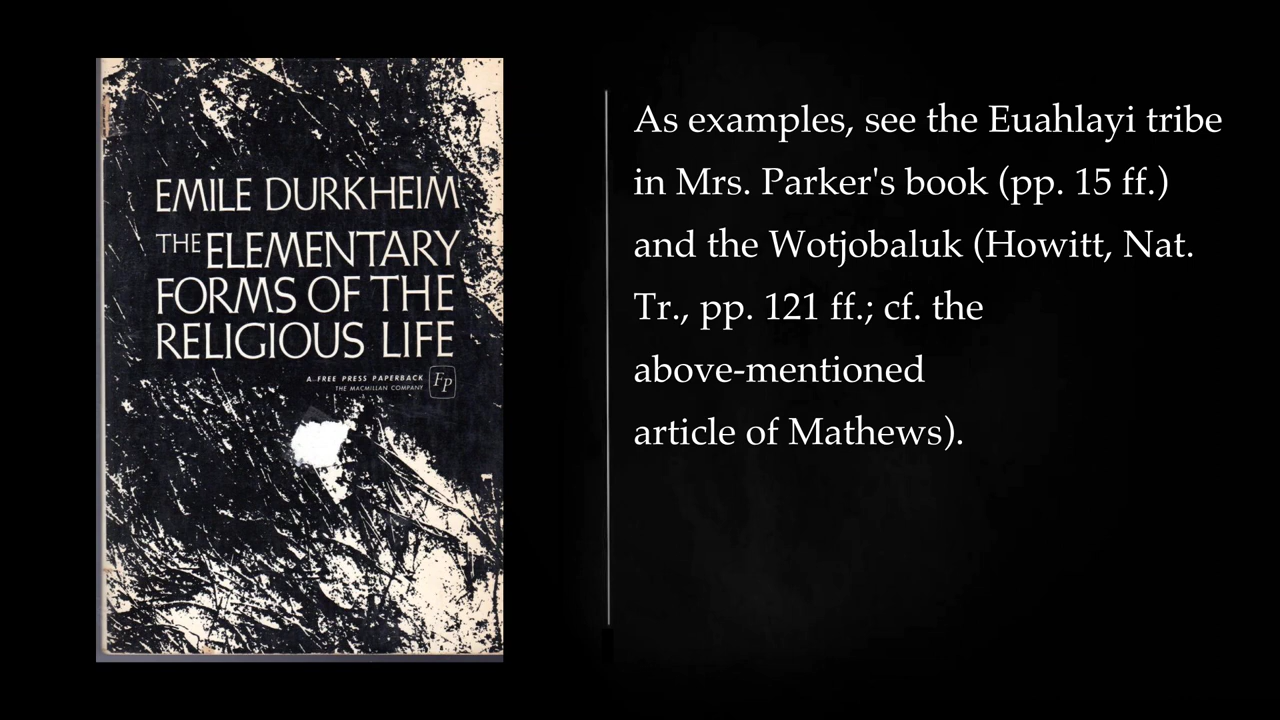 EMILE DURKHEIM
THE ELEMENTARY
FORMS OF THE
RELIGIOUS LIFE
A FREE PRESS PAPERBACK
THE MACMILLAN COMPANY
FP
As examples, see the Euahlayi tribe
in Mrs. Parker's book (pp. 15 ff.)
and the Wotjobaluk (Howitt, Nat.
Tr., pp. 121 ff.; cf. the
above-mentioned
article of Mathews).